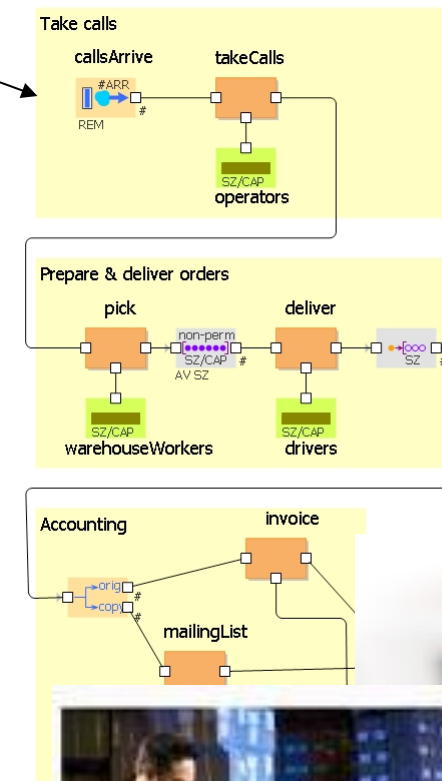 Take calls
callsArrive
takeCalls
#ARR
#
REM
SZ/CAP
operators
Prepare & deliver orders
pick
deliver
non-perm
SZ/CAP
#
SZ
AV SZ
SZ/CAP
SZ/CAP
warehouseWorkers
drivers
Accounting
invoice
orig
#
copy
#
mailingList